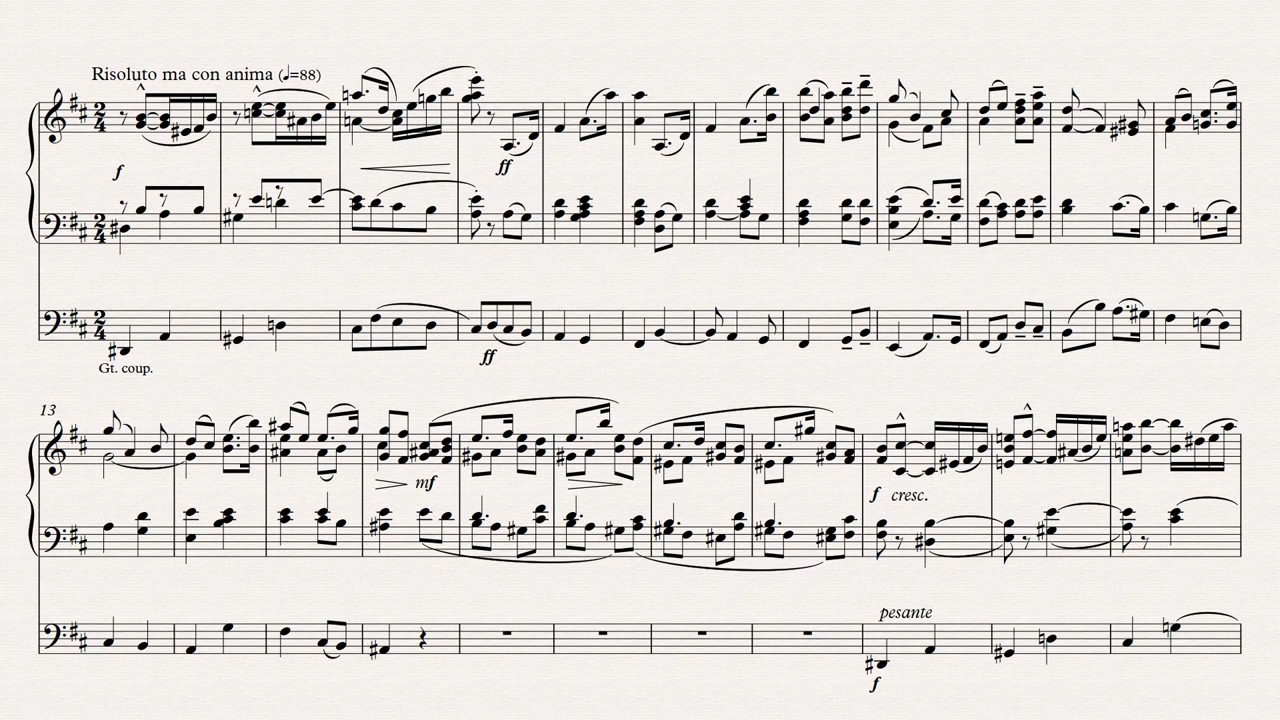 Risoluto ma con anima (♩=88)
f
ff
ff
Gt. coup.
13
mf
f cresc.
pesante
f